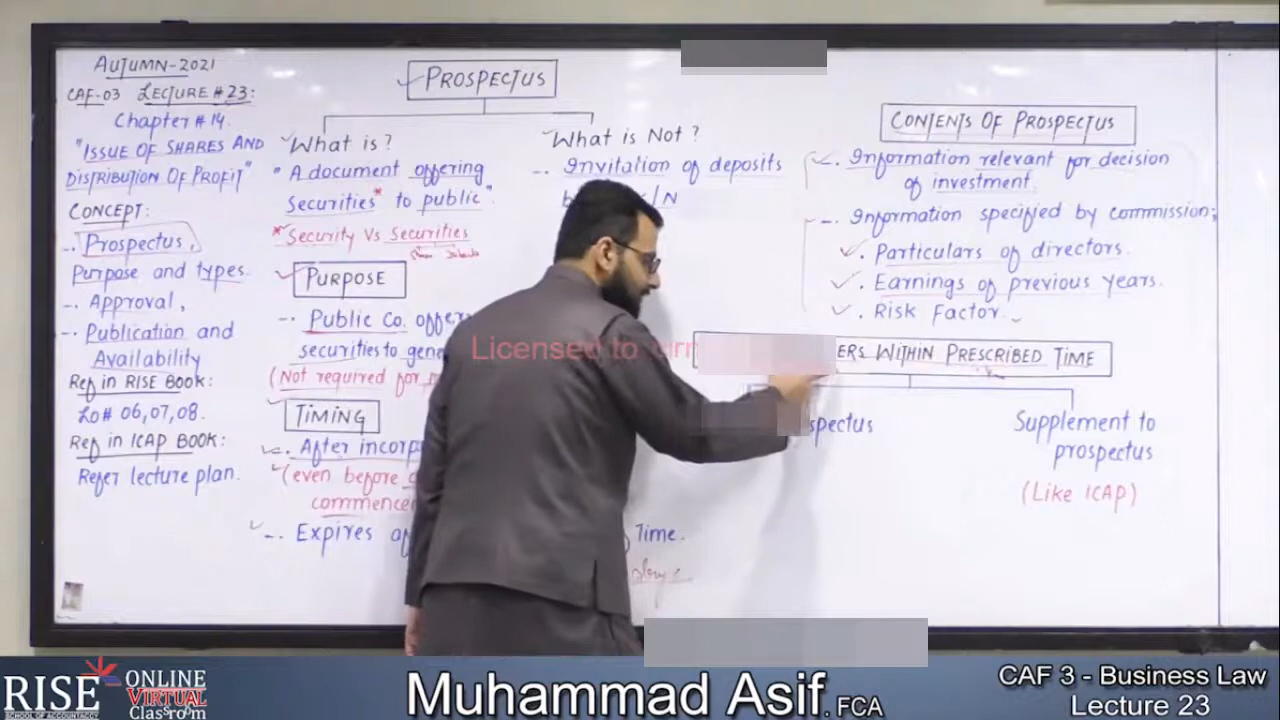 AUTUMN-2021
CAF-03 LECTURE # 23:
Chapter # 14.
"ISSUE OF SHARES AND
DISTRIBUTION OF PROFIT"
CONCEPT:
-. Prospectus,
Purpose and types.
-. Approval,
-. Publication and
Availability
Ref in RISE Book:
Lo# 06,07,08.
Ref in ICAP BOOK:
Refer lecture plan.
PROSPECTUS
What is?
"A document offering
Securities* to public".
*Security Vs Securities
PURPOSE
-. Public Co.
securities to
(Not required for
TIMING
-. After
(even before
-. Expires
Time.
What is Not?
-. Invitation of deposits
/N
CONTENTS OF PROSPECTUS
-. Information relevant for decision
of investment.
-. Information specified by commission;
. Particulars of directors.
. Earnings of previous years.
. Risk Factor.
WITHIN PRESCRIBED TIME
Supplement to
prospectus
(Like ICAP)
Licensed to
RISE
SCHOOL OF ACCOUNTANCY
ONLINE
VIRTUAL
Classroom
Muhammad Asif. FCA
CAF 3 - Business Law
Lecture 23